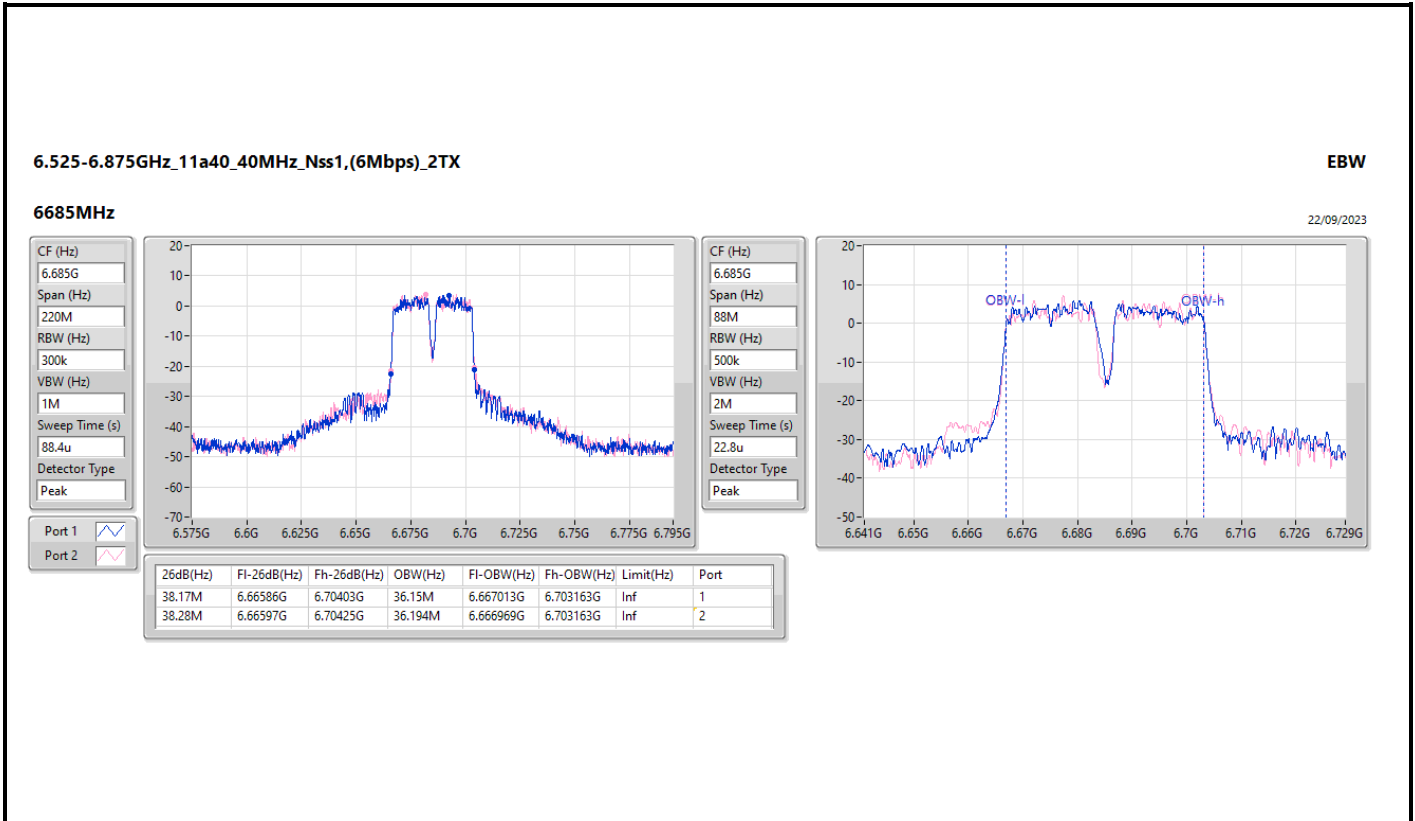 6.525-6.875GHz_11a40_40MHz_Nss1,(6Mbps)_2TX
EBW
6685MHz
22/09/2023
CF (Hz)
6.685G
Span (Hz)
220M
RBW (Hz)
300k
VBW (Hz)
1M
Sweep Time (s)
88.4u
Detector Type
Peak
Port 1
Port 2
20
10
0
-10
-20
-30
-40
-50
-60
-70
6.575G 6.6G 6.625G 6.65G 6.675G 6.7G 6.725G 6.75G 6.775G 6.795G
CF (Hz)
6.685G
Span (Hz)
88M
RBW (Hz)
500k
VBW (Hz)
2M
Sweep Time (s)
22.8u
Detector Type
Peak
20
10
0
-10
-20
-30
-40
-50
OBW-l OBW-h
6.641G 6.65G 6.66G 6.67G 6.68G 6.69G 6.7G 6.71G 6.72G 6.729G
26dB(Hz) Fl-26dB(Hz) Fh-26dB(Hz) OBW(Hz) Fl-OBW(Hz) Fh-OBW(Hz) Limit(Hz) Port
38.17M 6.66586G 6.70403G 36.15M 6.667013G 6.703163G Inf 1
38.28M 6.66597G 6.70425G 36.194M 6.666969G 6.703163G Inf 2